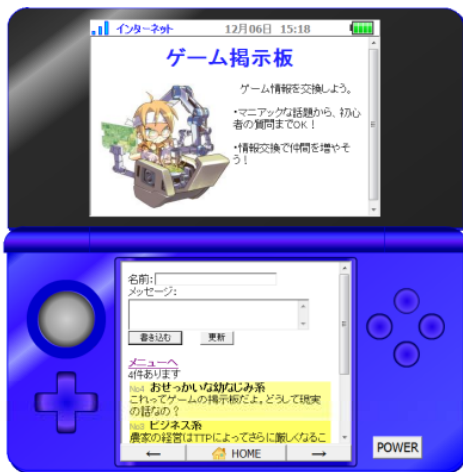 インターネット 12月06日 15:18
ゲーム掲示板
ゲーム情報を交換しよう。
・マニアックな話題から、初心
者の質問までOK！
・情報交換で仲間を増やそ
う！
名前:
メッセージ:
書き込む 更新
メニューへ
4件あります
No4 おせっかいな幼なじみ系
これってゲームの掲示板だよ。どうして現実
の話なの？
No3 ビジネス系
農家の経営はTTPによってさらに厳しくなるこ
← HOME →
POWER